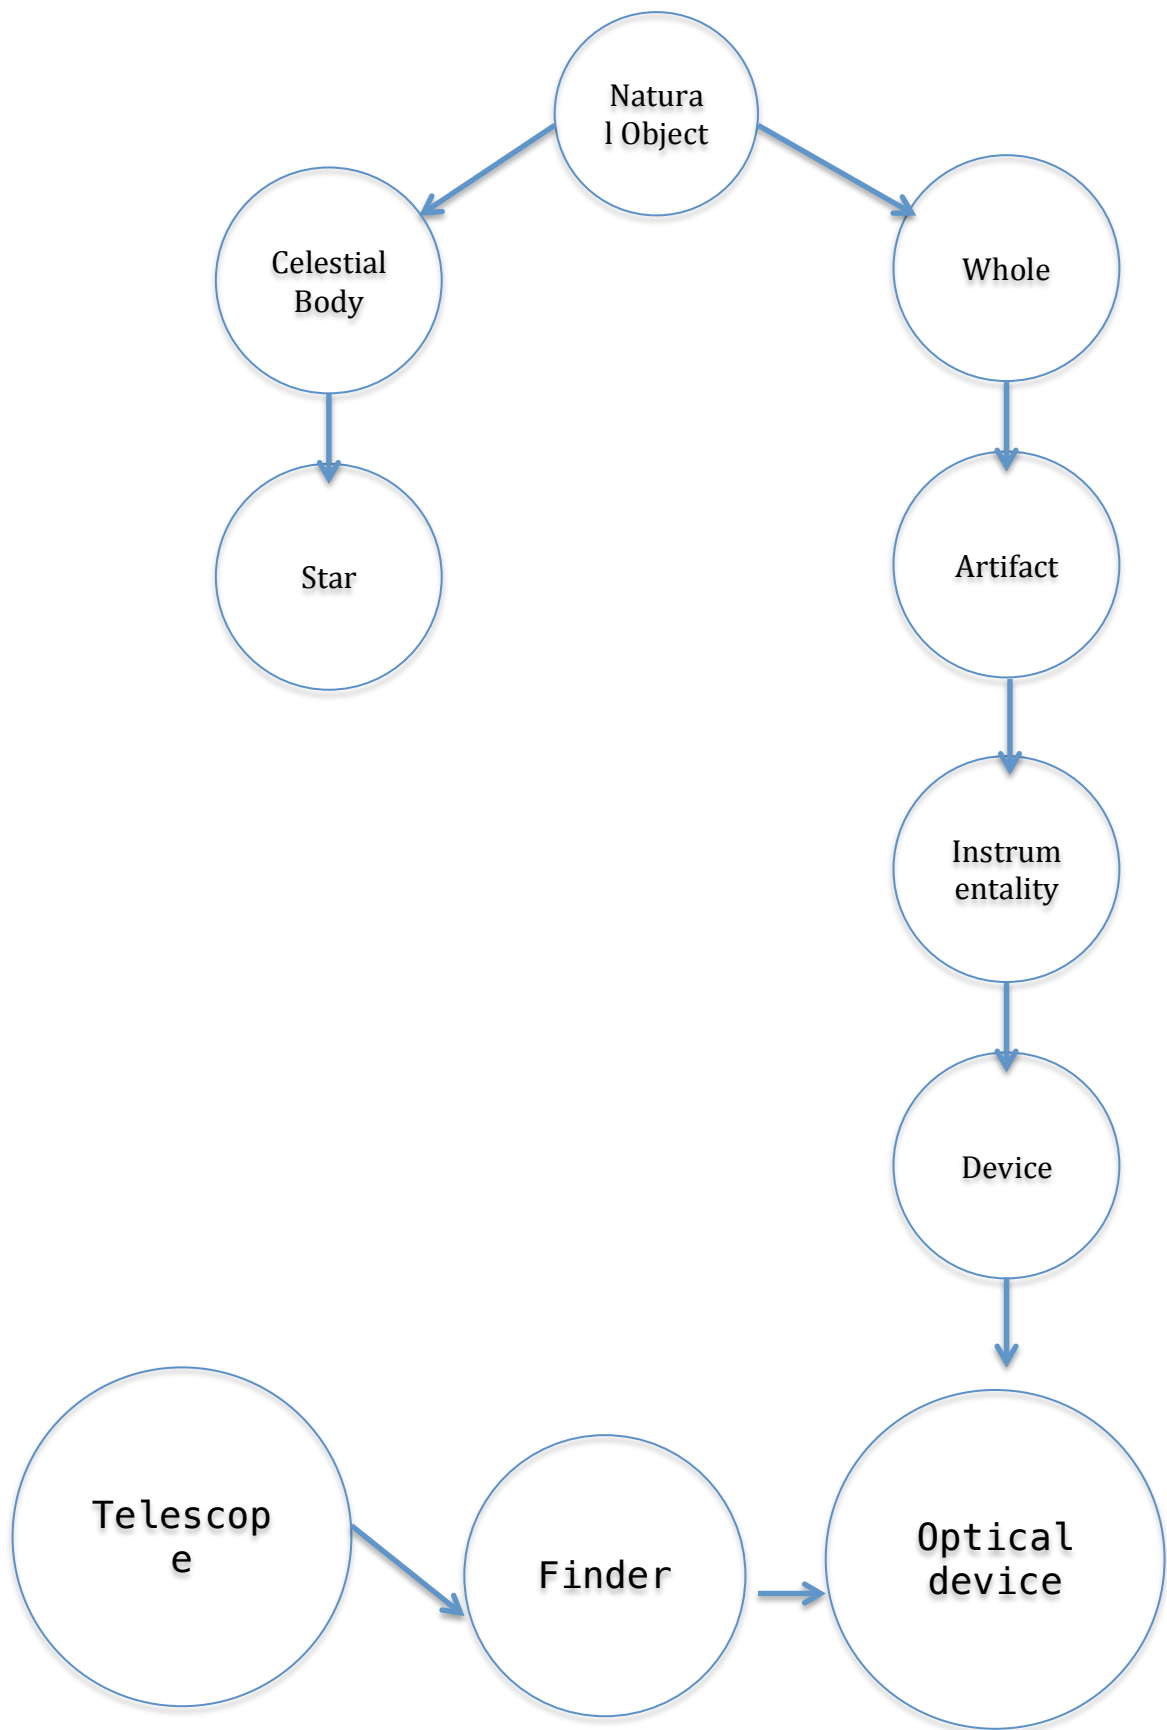 Natura
l Object
Celestial
Body
Whole
Star
Artifact
Instrum
entality
Device
Telescop
e
Finder
Optical
device